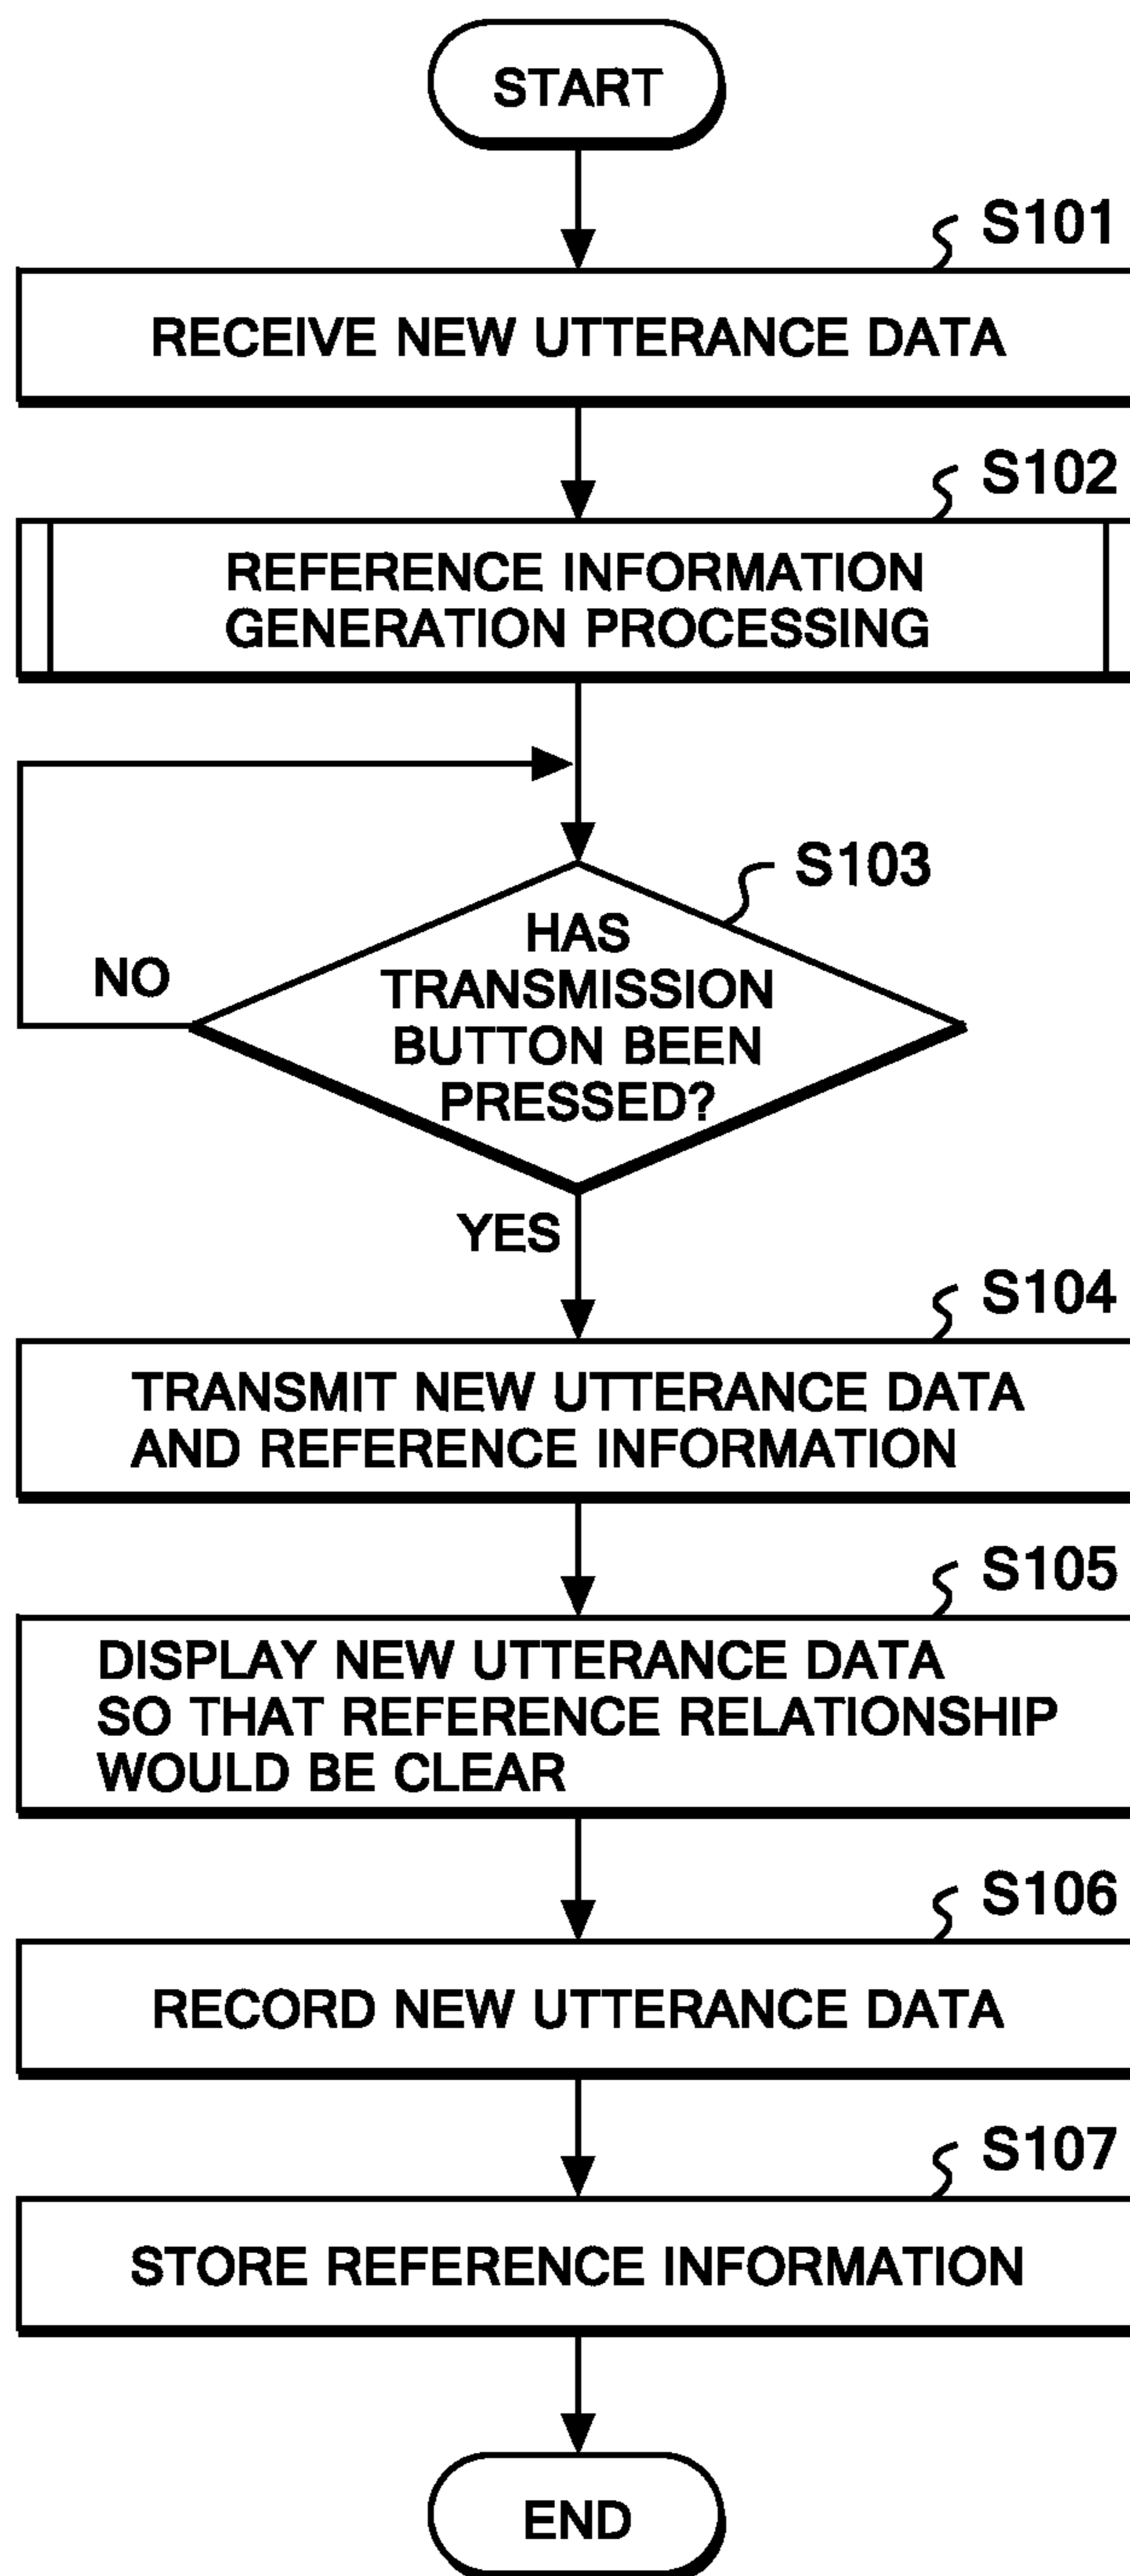 START
S101
RECEIVE NEW UTTERANCE DATA
S102
REFERENCE INFORMATION
GENERATION PROCESSING
S103
HAS
TRANSMISSION
BUTTON BEEN
PRESSED?
NO
YES
S104
TRANSMIT NEW UTTERANCE DATA
AND REFERENCE INFORMATION
S105
DISPLAY NEW UTTERANCE DATA
SO THAT REFERENCE RELATIONSHIP
WOULD BE CLEAR
S106
RECORD NEW UTTERANCE DATA
S107
STORE REFERENCE INFORMATION
END